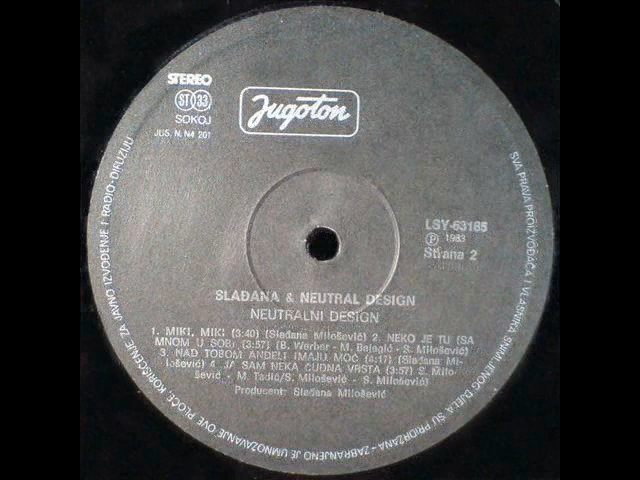 STEREO
ST 33
SOKOJ
JUS. N. N4 201
Jugoton
LSY-63165
Ⓟ 1983
Strana 2
SLAĐANA & NEUTRAL DESIGN
NEUTRALNI DESIGN
1. MIKI, MIKI (3:40) (Slađana Milošević) 2. NEKO JE TU (SA
MNOM U SOBI (3:57) (B. Werber - M. Balagić - S. Milošević)
3. NAD TOBOM ANĐELI IMAJU MOĆ (4:17) (Slađana Mi-
lošević) 4. JA SAM NEKA ČUDNA VRSTA (3:57) S. Milo-
šević - M. Tadić/S. Milošević - S. Milošević)
Producent: Slađana Milošević
SVA PRAVA PROIZVOĐAČA I VLASNIKA SNIMLJENOG DJELA SU PRIDRŽANA - ZABRANJENO JE UMNOŽAVANJE OVE PLOČE, KORIŠĆENJE ZA JAVNO IZVOĐENJE I RADIO-DIFUZIJU